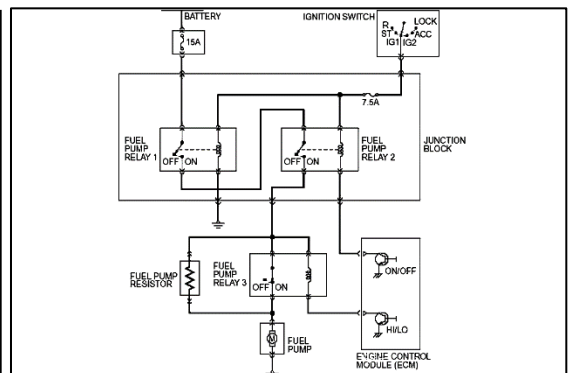 BATTERY
15A
IGNITION SWITCH
R
LOCK
ST
ACC
IG1
IG2
7.5A
FUEL
PUMP
RELAY 1
OFF
ON
FUEL
PUMP
RELAY 2
OFF
ON
JUNCTION
BLOCK
FUEL PUMP
RESISTOR
FUEL
PUMP
RELAY 3
OFF
ON
ON/OFF
HI/LO
M
FUEL
PUMP
ENGINE CONTROL
MODULE (ECM)